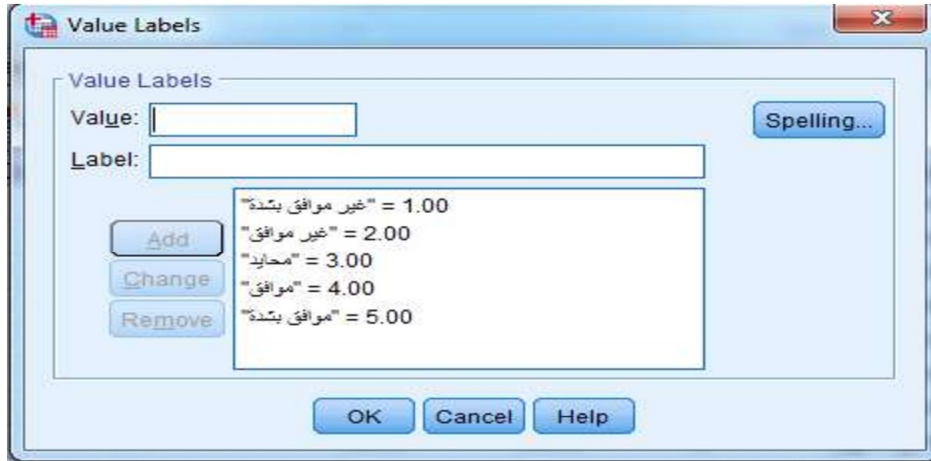 Value Labels
Value Labels
Value:
Spelling...
Label:
"غير موافق بشدة" = 1.00
"غير موافق" = 2.00
"محايد" = 3.00
"موافق" = 4.00
"موافق بشدة" = 5.00
Add
Change
Remove
OK Cancel Help